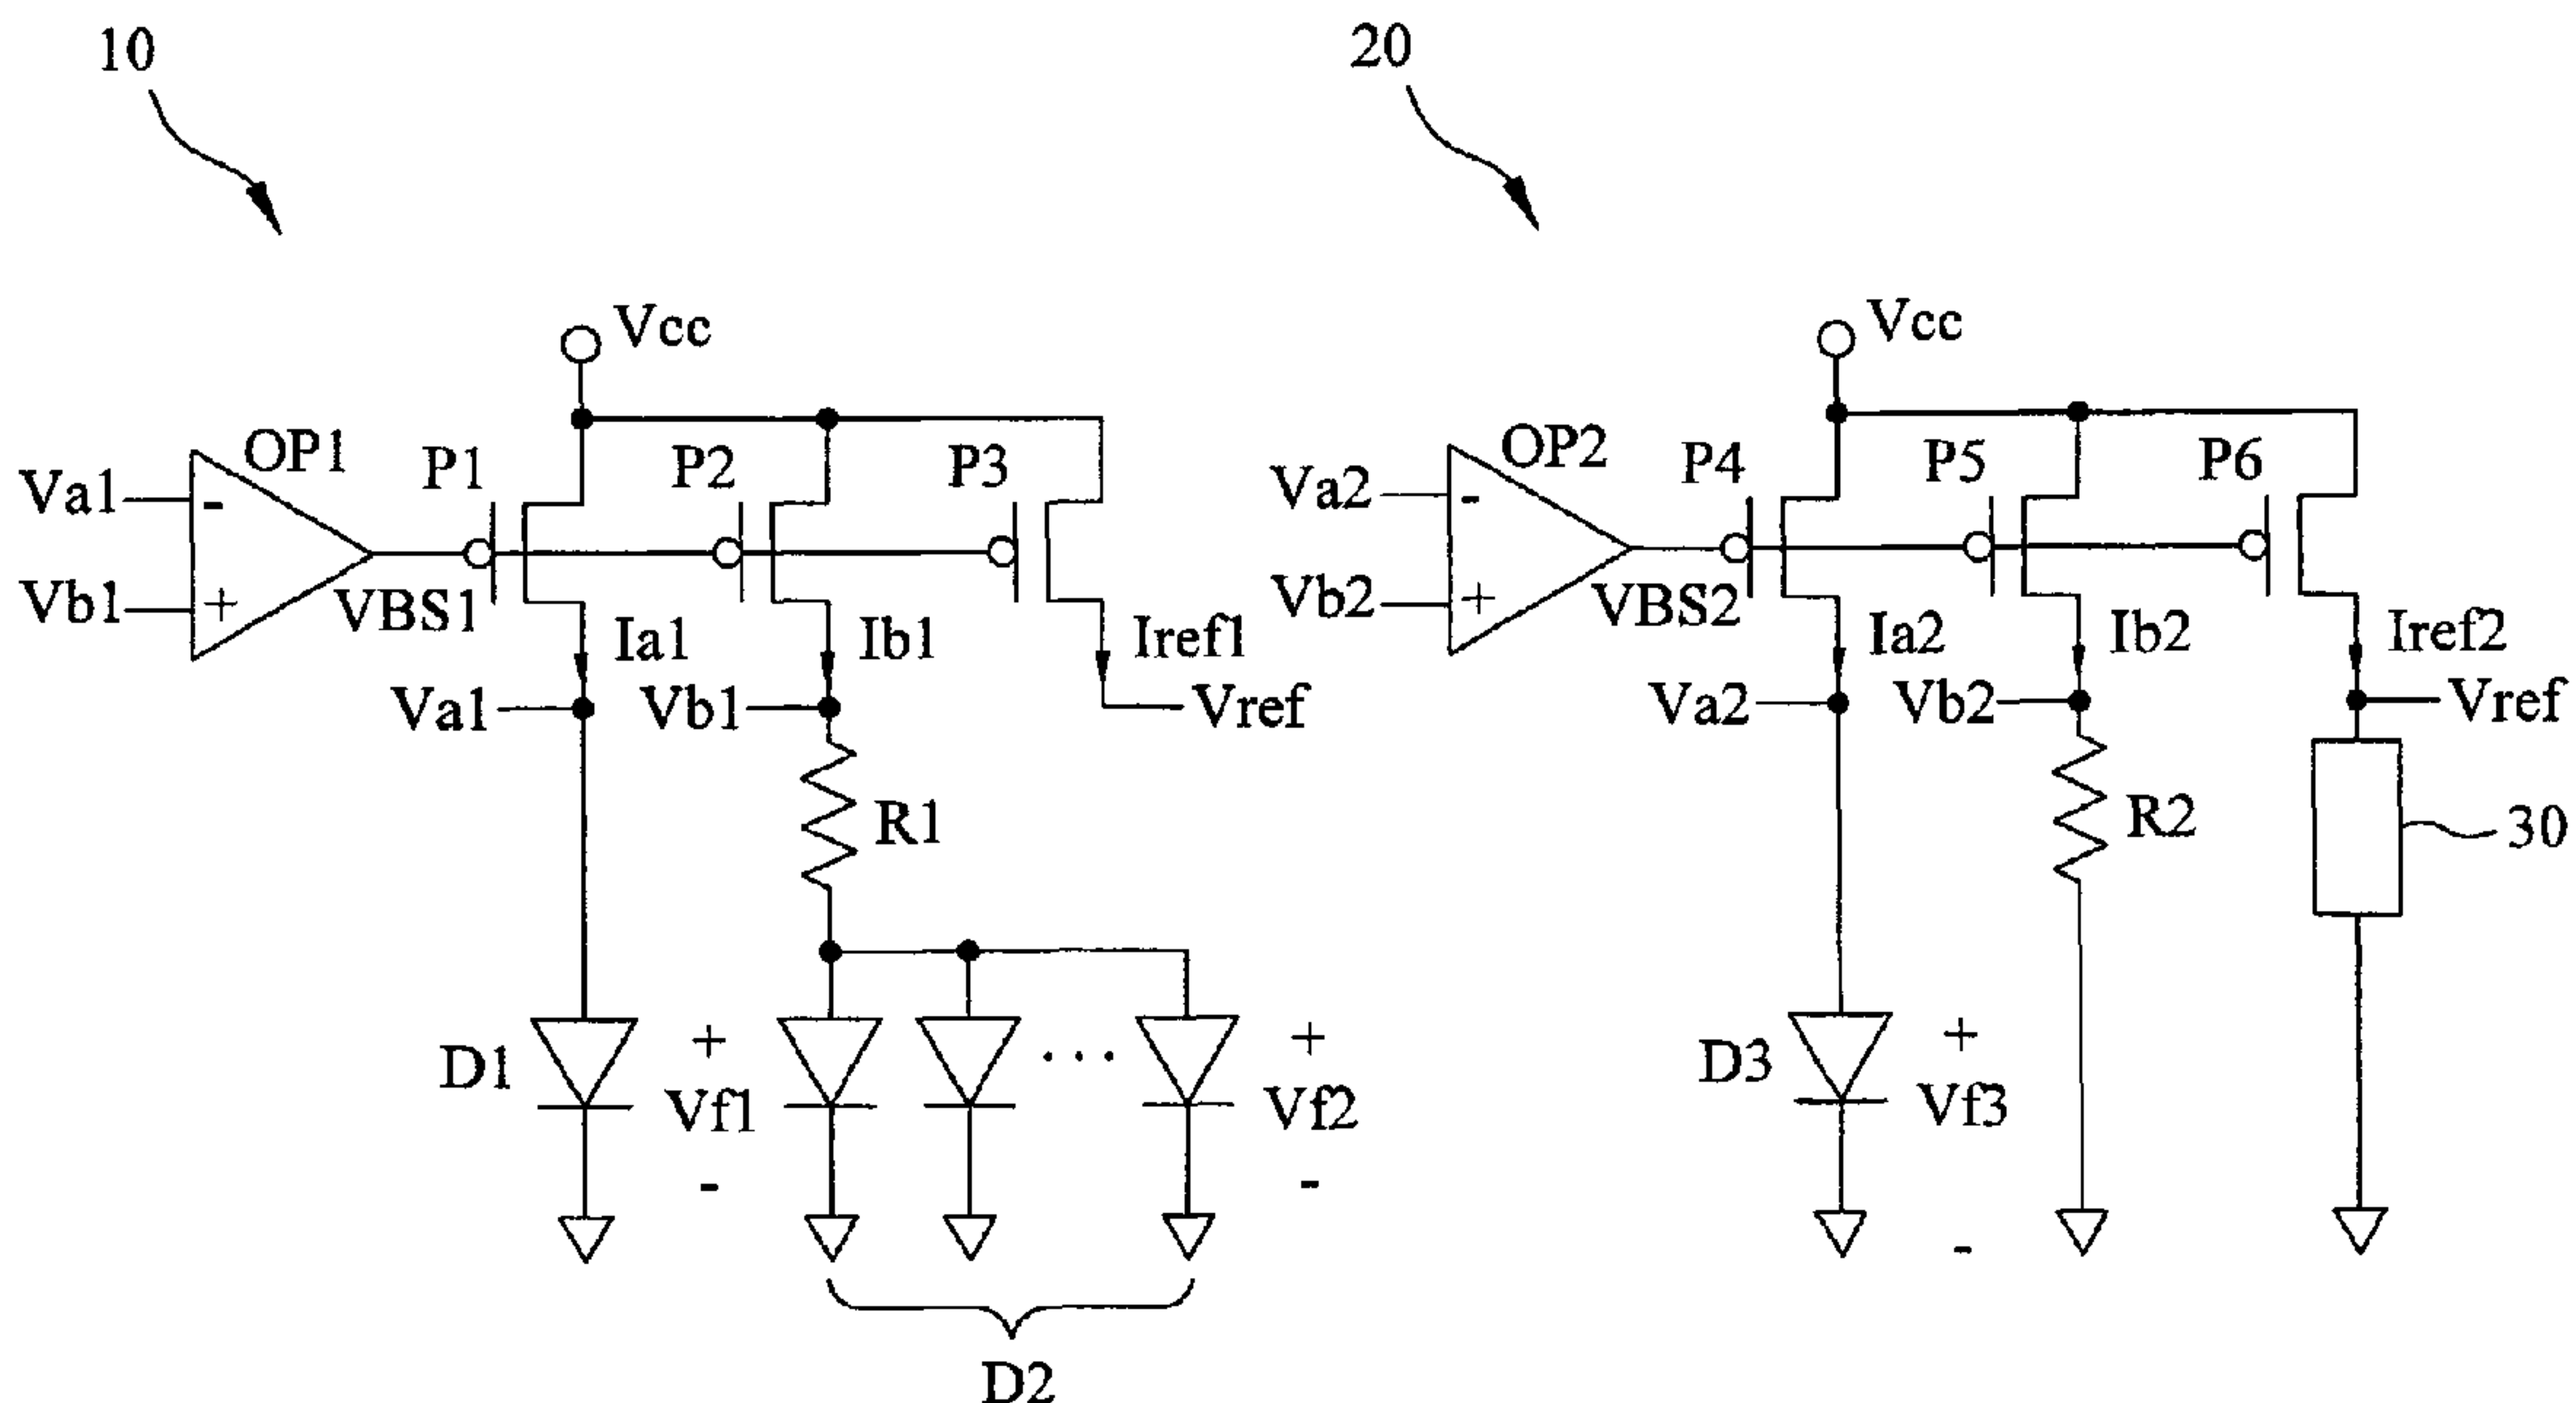 10
20
Vcc
Vcc
OP1
P1
P2
P3
OP2
P4
P5
P6
Va1
-
Va2
-
Vb1
+
VBS1
Ia1
Ib1
Iref1
Vb2
+
VBS2
Ia2
Ib2
Iref2
Va1
Vb1
Vref
Va2
Vb2
Vref
R1
R2
30
D1
+
Vf1
-
...
+
Vf2
-
D3
+
Vf3
-
D2